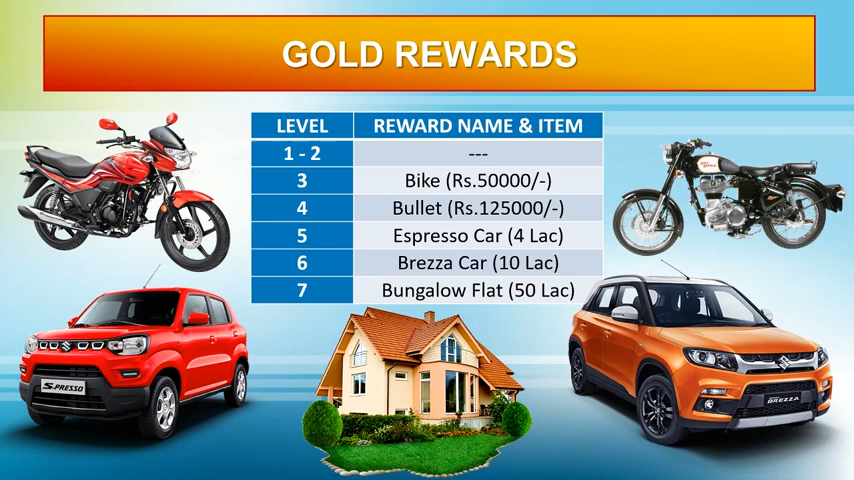 GOLD REWARDS
LEVEL REWARD NAME & ITEM
1 - 2 ---
3 Bike (Rs.50000/-)
4 Bullet (Rs.125000/-)
5 Espresso Car (4 Lac)
6 Brezza Car (10 Lac)
7 Bungalow Flat (50 Lac)
S-PRESSO
BREZZA